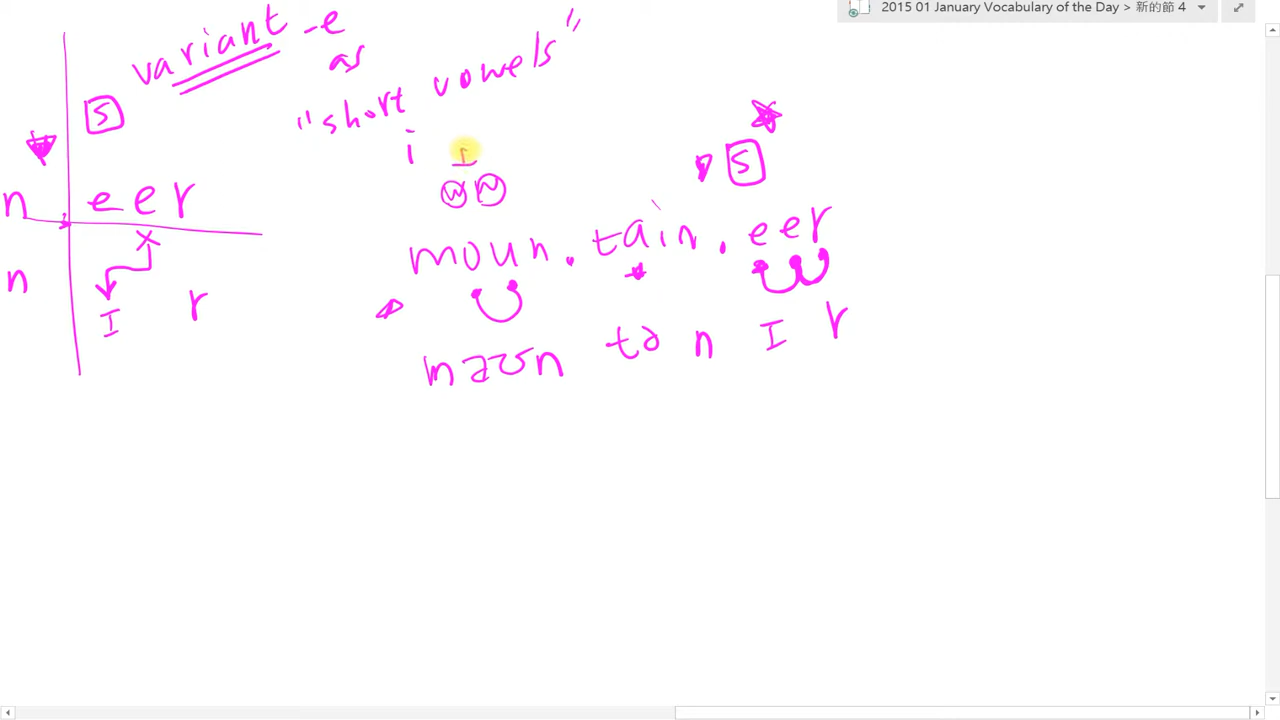 2015 01 January Vocabulary of the Day > 新的節 4
variant -e
as
"short vowels"
i I
W N
S
S
n eer
moun.tain.eer
n I r
maʊn tə n I r